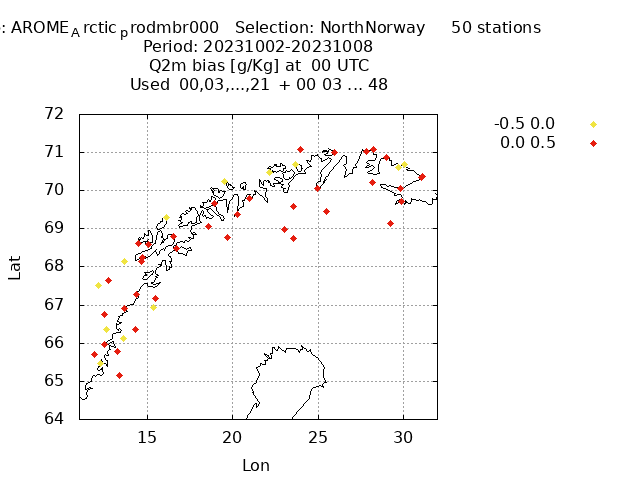 : AROME_Arctic_prodmbr000 Selection: NorthNorway 50 stations
Period: 20231002-20231008
Q2m bias [g/Kg] at 00 UTC
Used 00,03,...,21 + 00 03 ... 48
-0.5 0.0
0.0 0.5
72
71
70
69
68
67
66
65
64
Lat
15 20 25 30
Lon